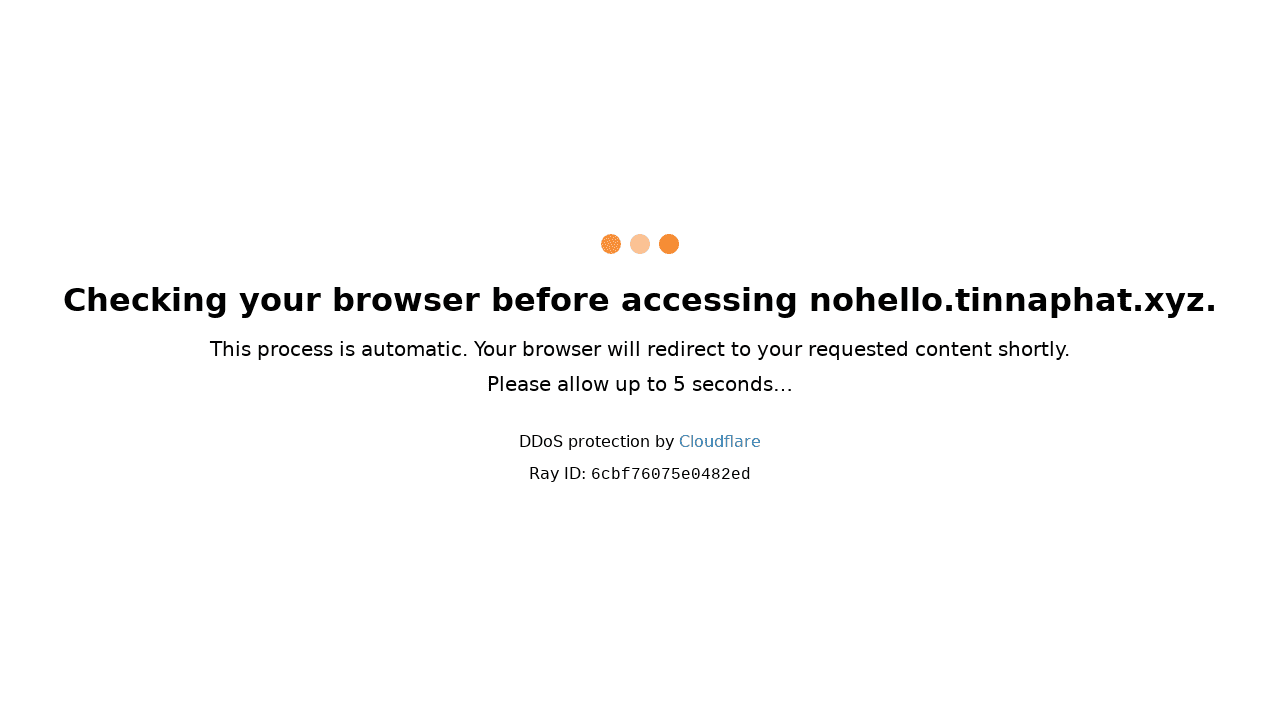 Checking your browser before accessing nohello.tinnaphat.xyz.
This process is automatic. Your browser will redirect to your requested content shortly.
Please allow up to 5 seconds…
DDoS protection by Cloudflare
Ray ID: 6cbf76075e0482ed